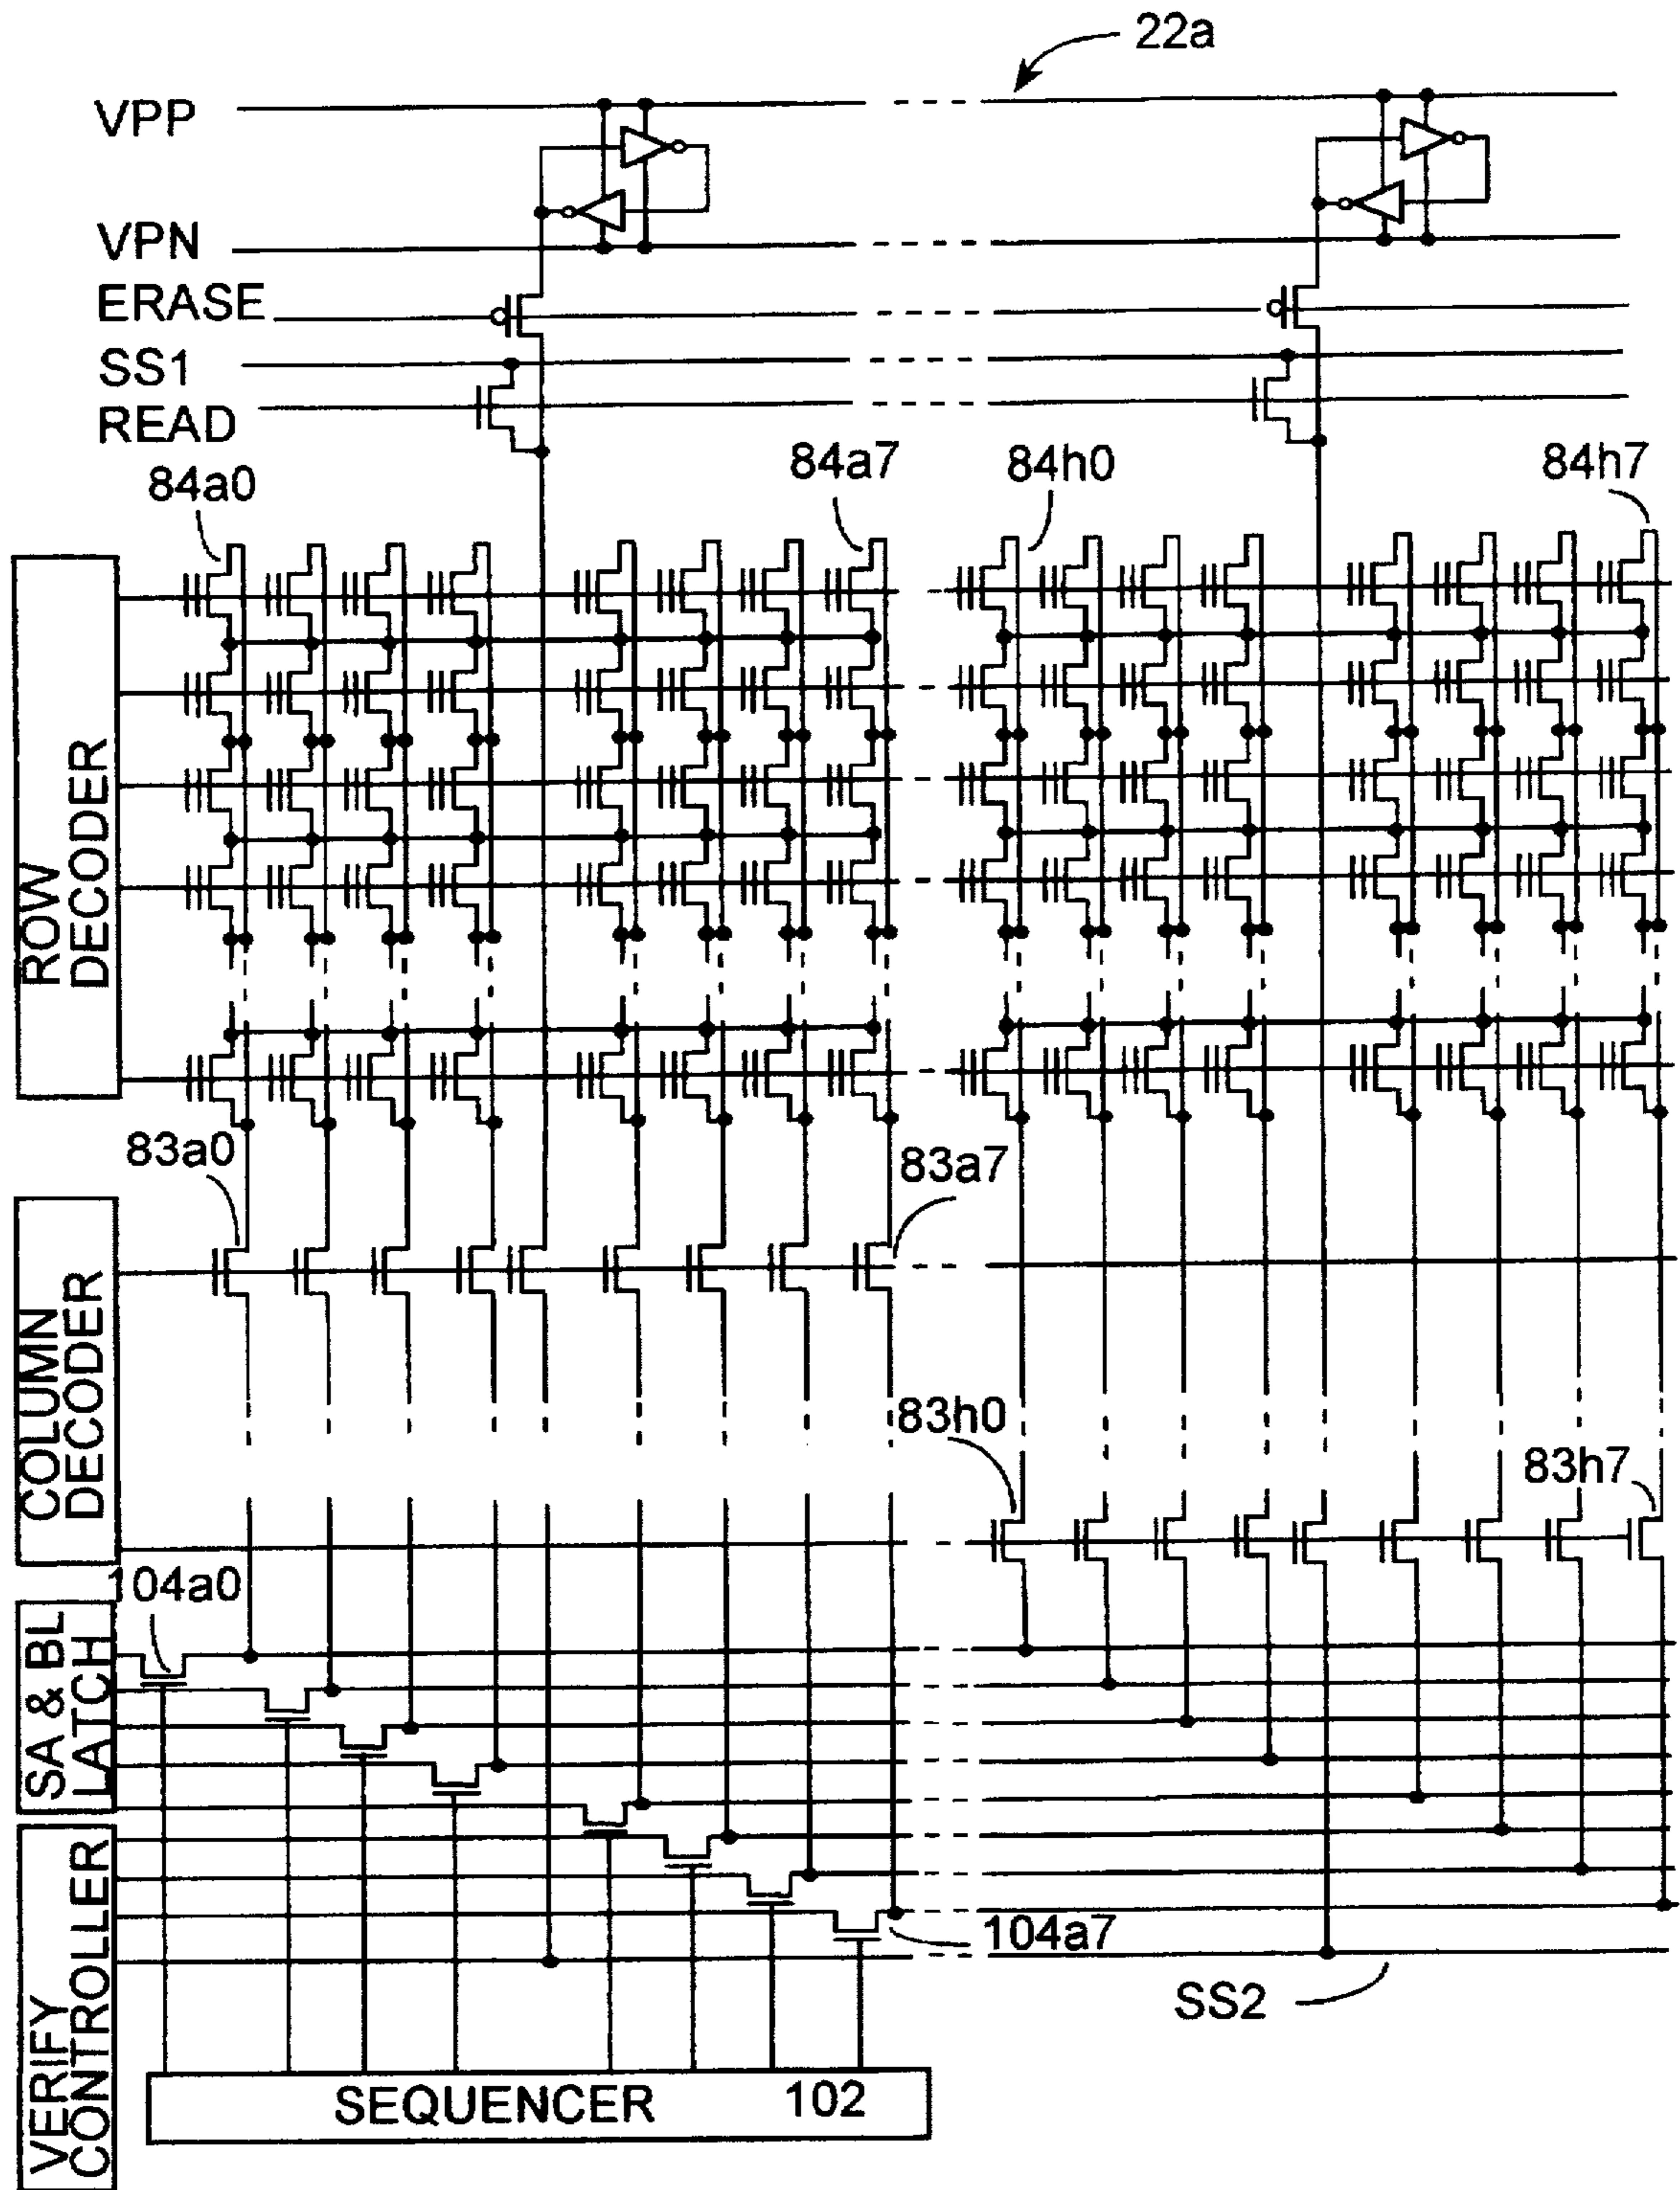 22a
VPP
VPN
ERASE
SS1
READ
84a0
84a7
84h0
84h7
ROW
DECODER
83a0
83a7
COLUMN
DECODER
83h0
83h7
104a0
SA & BL
LATCH
104a7
SS2
VERIFY
CONTROLLER
SEQUENCER 102